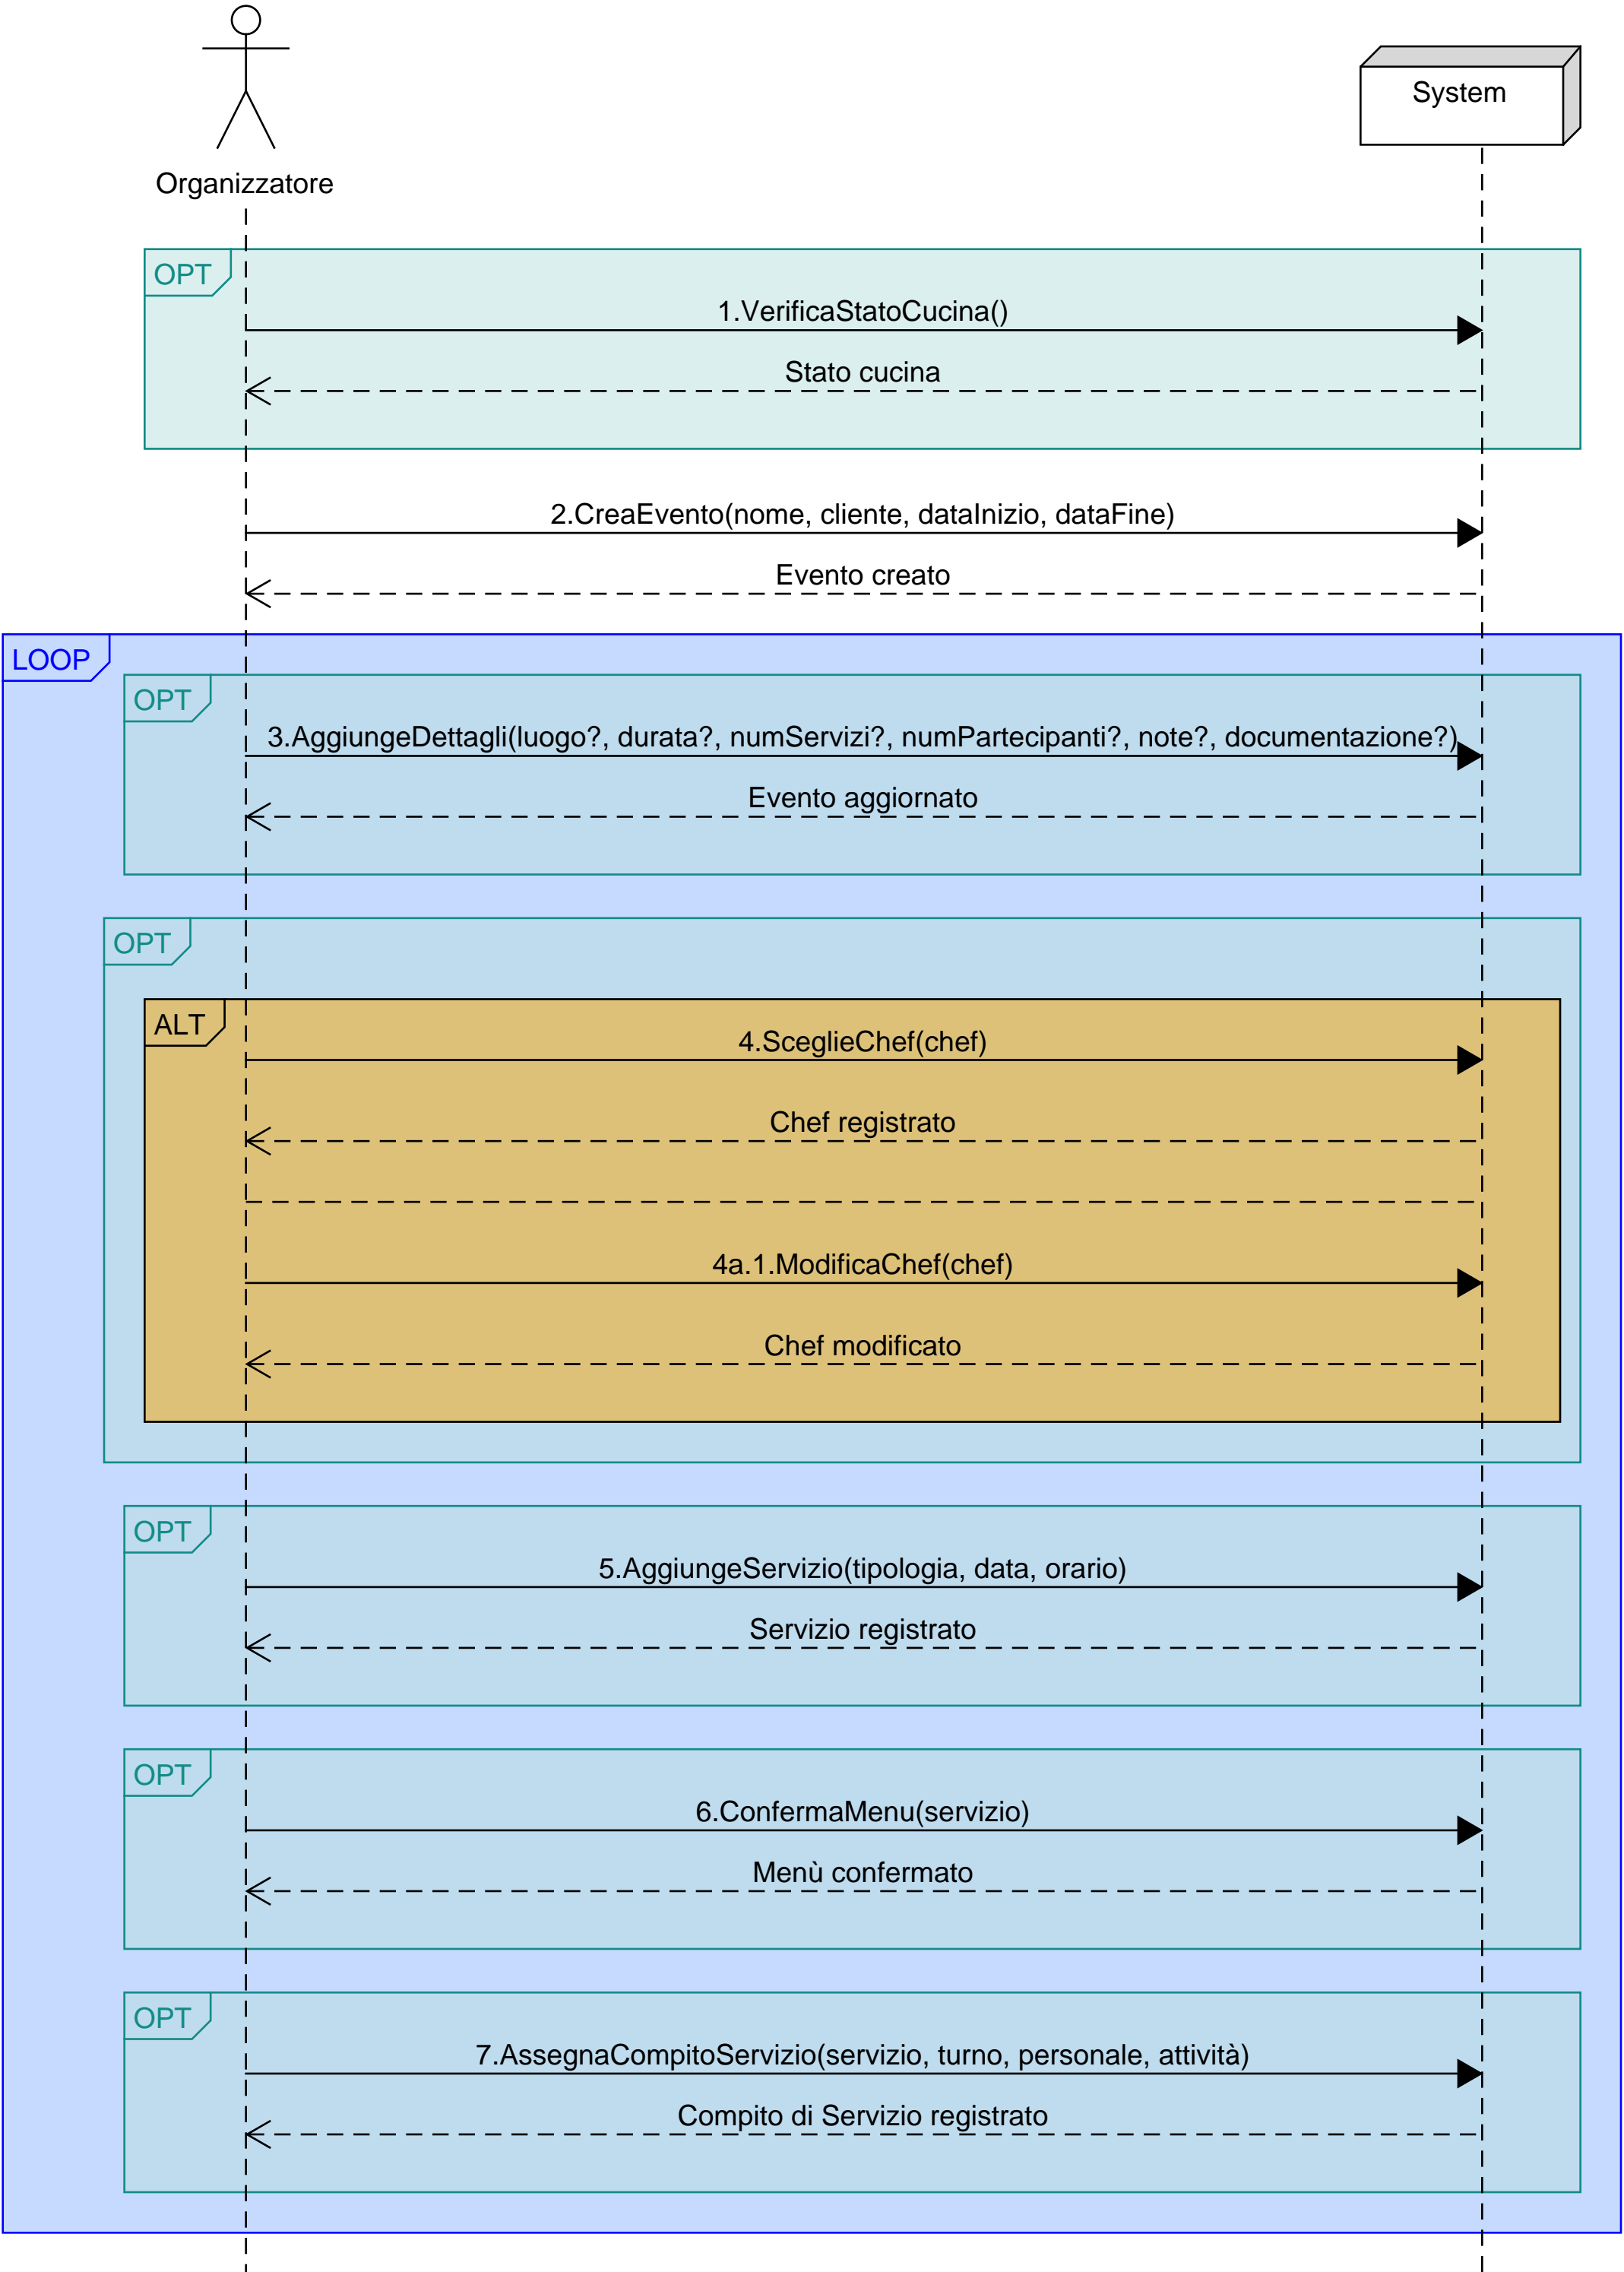 System
Organizzatore
OPT
1.VerificaStatoCucina()
Stato cucina
2.CreaEvento(nome, cliente, dataInizio, dataFine)
Evento creato
LOOP
OPT
3.AggiungeDettagli(luogo?, durata?, numServizi?, numPartecipanti?, note?, documentazione?)
Evento aggiornato
OPT
ALT
4.SceglieChef(chef)
Chef registrato
4a.1.ModificaChef(chef)
Chef modificato
OPT
5.AggiungeServizio(tipologia, data, orario)
Servizio registrato
OPT
6.ConfermaMenu(servizio)
Menù confermato
OPT
7.AssegnaCompitoServizio(servizio, turno, personale, attività)
Compito di Servizio registrato